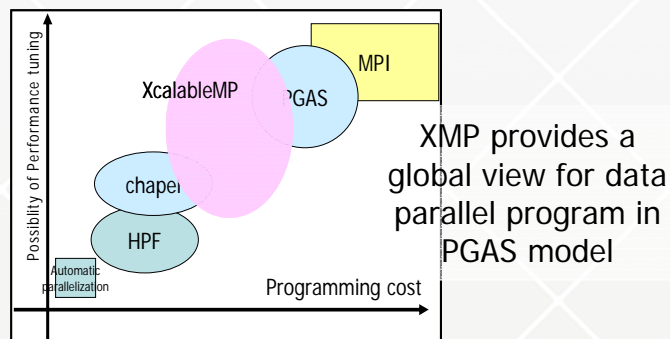 Possiblity of Performance tuning
MPI
XcalableMP
PGAS
chapel
HPF
Automatic
parallelization
Programming cost
XMP provides a
global view for data
parallel program in
PGAS model